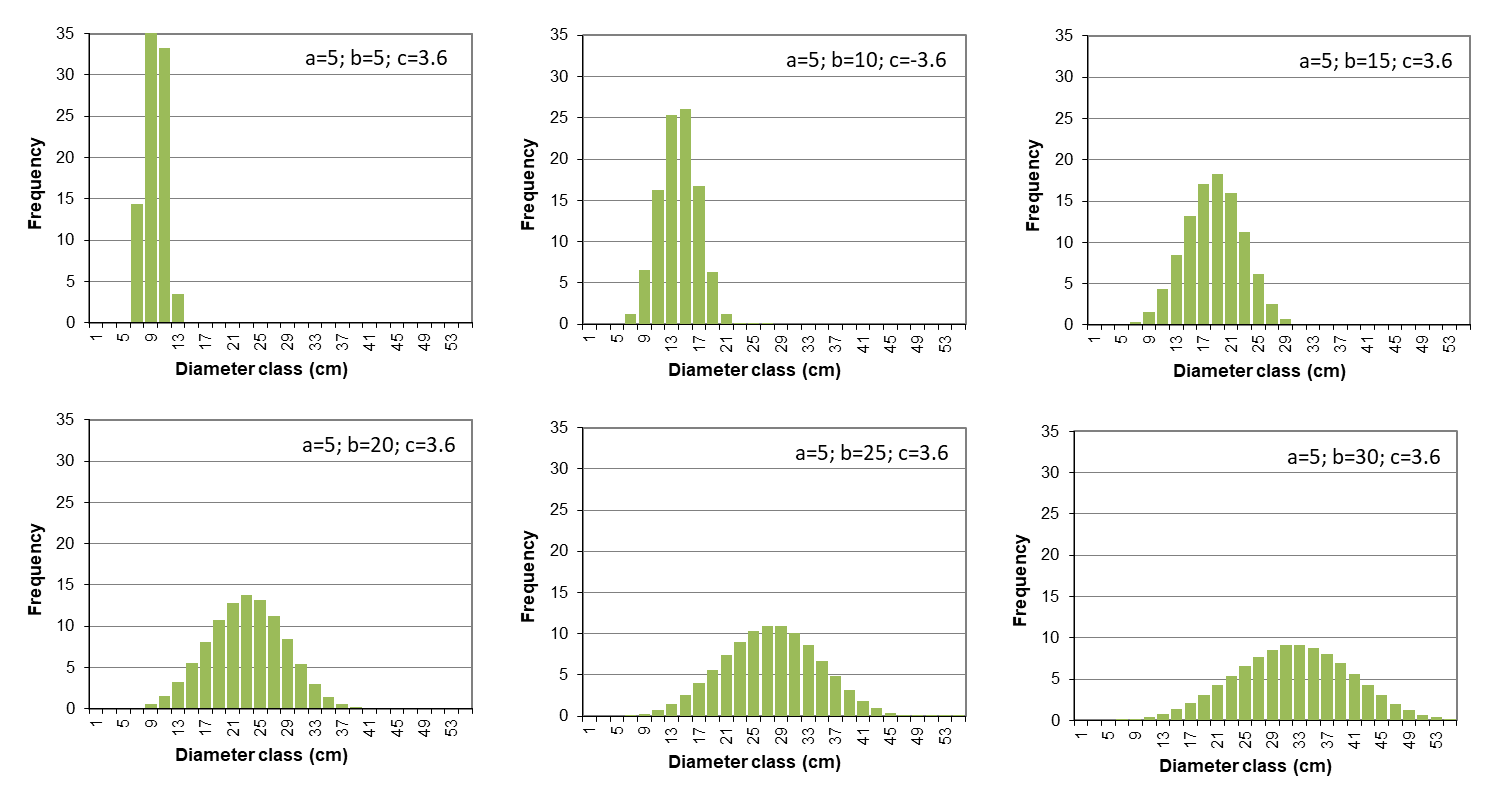 a=5; b=5; c=3.6
35
30
25
20
15
10
5
0
Frequency
1 5 9 13 17 21 25 29 33 37 41 45 49 53
Diameter class (cm)
a=5; b=10; c=-3.6
35
30
25
20
15
10
5
0
Frequency
1 5 9 13 17 21 25 29 33 37 41 45 49 53
Diameter class (cm)
a=5; b=15; c=3.6
35
30
25
20
15
10
5
0
Frequency
1 5 9 13 17 21 25 29 33 37 41 45 49 53
Diameter class (cm)
a=5; b=20; c=3.6
35
30
25
20
15
10
5
0
Frequency
1 5 9 13 17 21 25 29 33 37 41 45 49 53
Diameter class (cm)
a=5; b=25; c=3.6
35
30
25
20
15
10
5
0
Frequency
1 5 9 13 17 21 25 29 33 37 41 45 49 53
Diameter class (cm)
a=5; b=30; c=3.6
35
30
25
20
15
10
5
0
Frequency
1 5 9 13 17 21 25 29 33 37 41 45 49 53
Diameter class (cm)